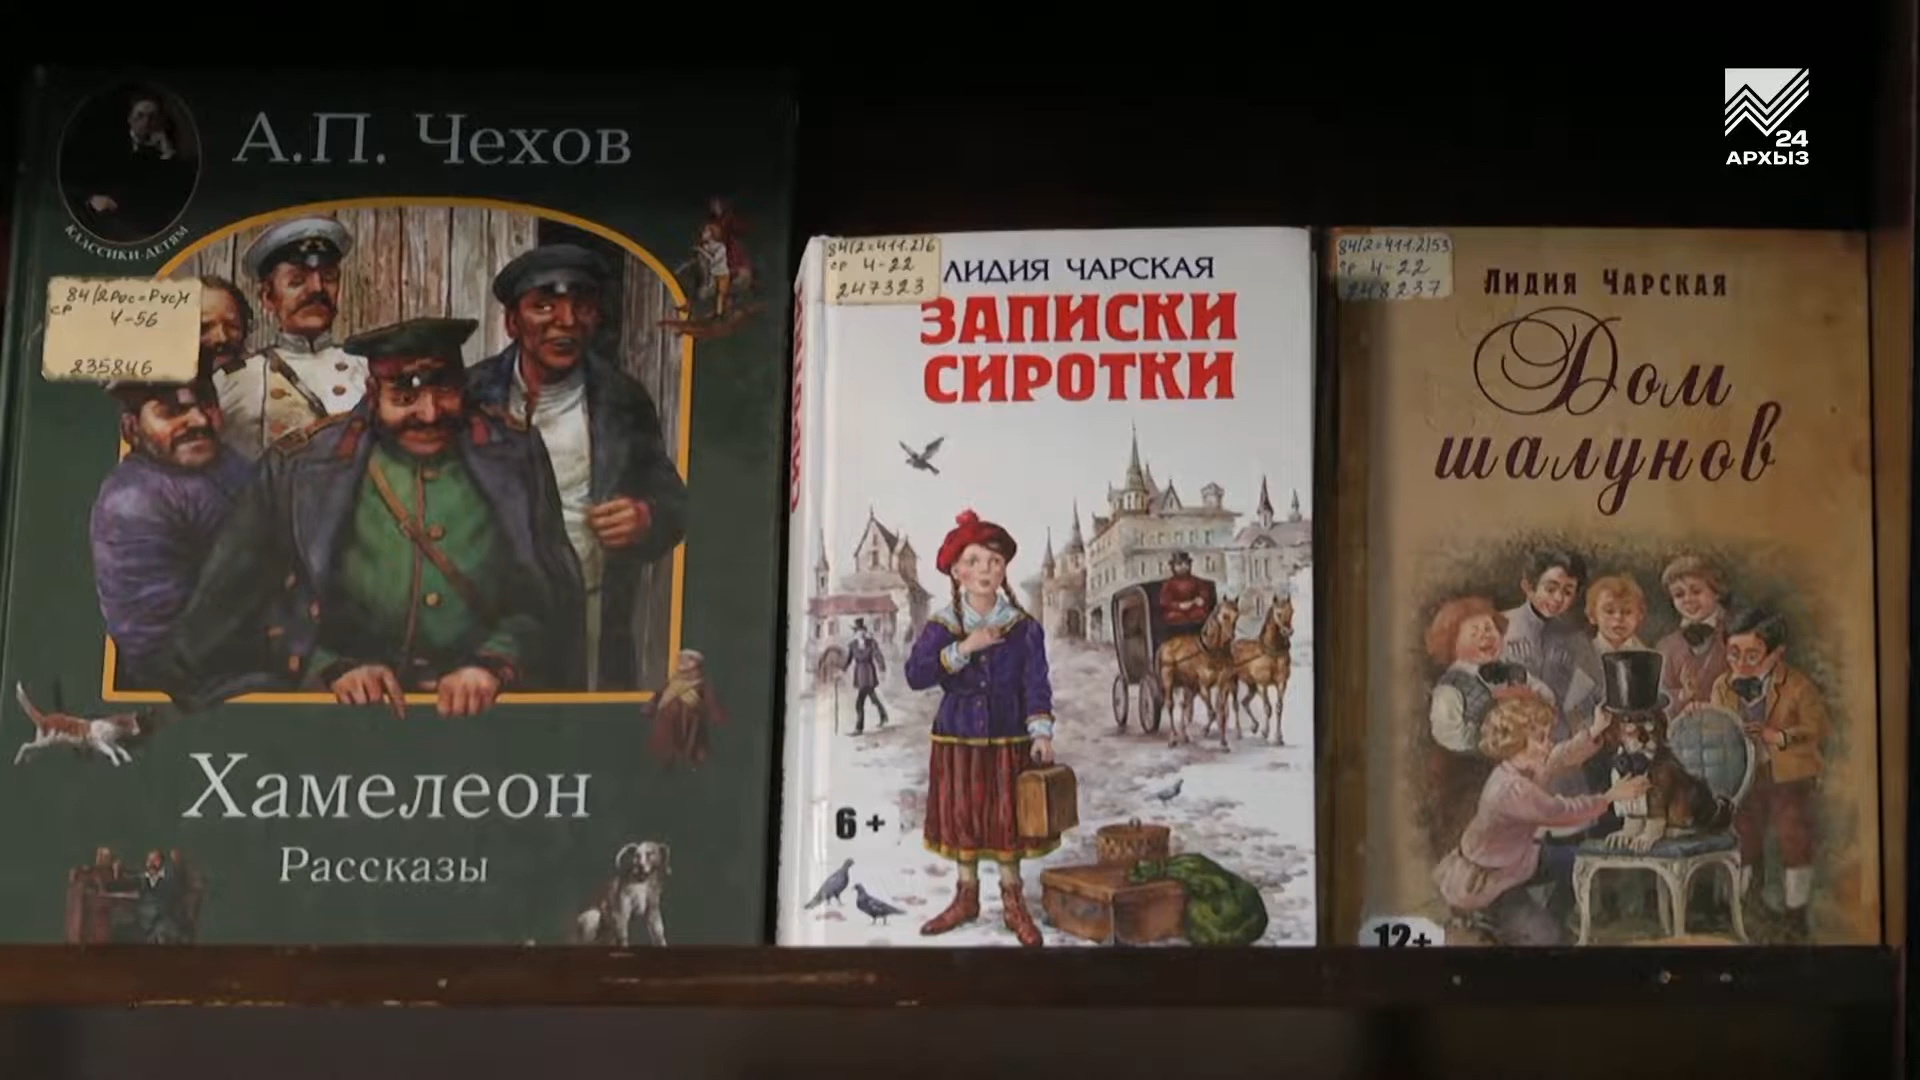 А.П. Чехов
КЛАССИКИ-ДЕТЯМ
84(2Рос=Рус)1
ср Ч-56
235846
Хамелеон
Рассказы
84(2=411.2)6
ср Ч-22
247323
ЛИДИЯ ЧАРСКАЯ
ЗАПИСКИ
СИРОТКИ
6+
84(2=411.2)53
ср Ч-22
248237
ЛИДИЯ ЧАРСКАЯ
Дом
шалунов
12+
24
АРХЫЗ